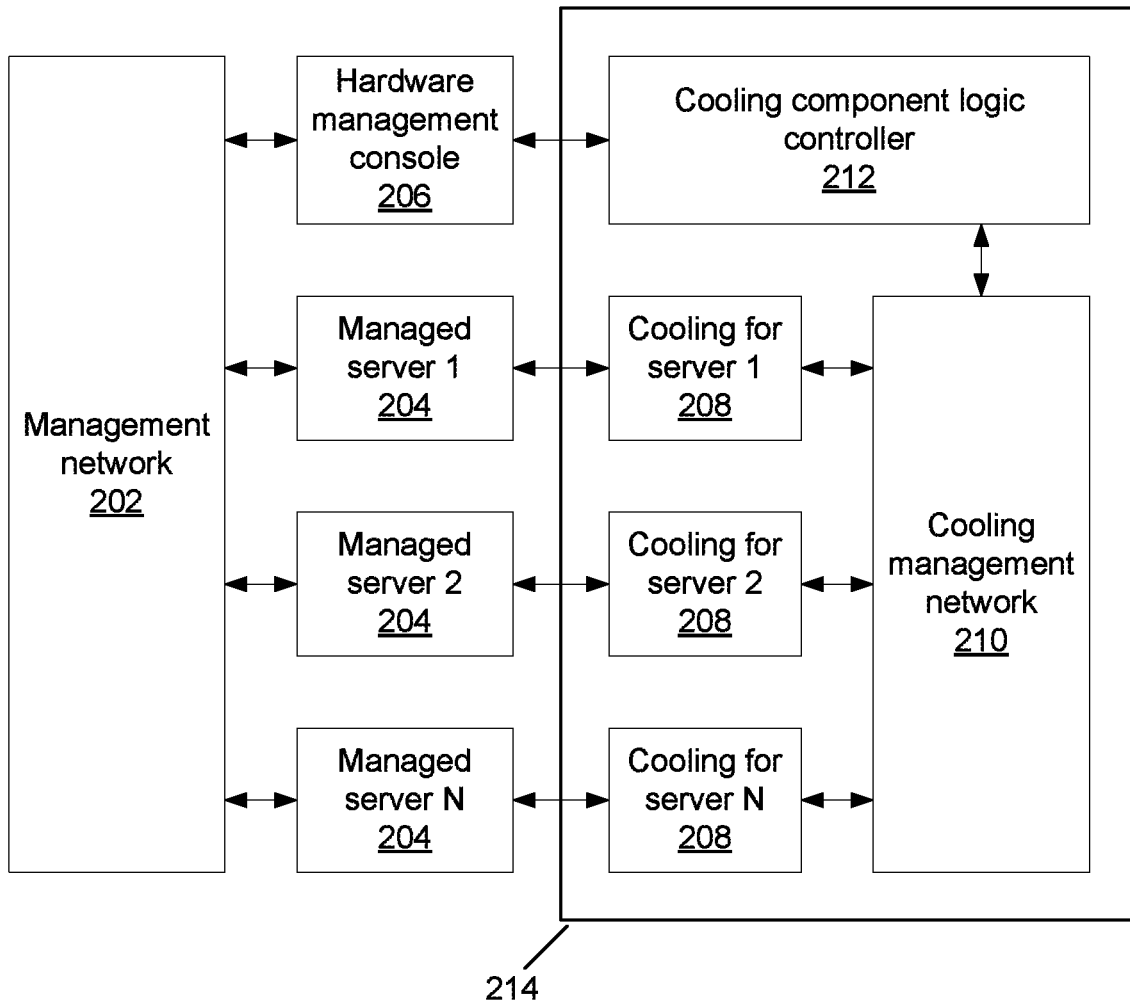 Hardware
management
console
206
Cooling component logic
controller
212
Managed
server 1
204
Cooling for
server 1
208
Management
network
202
Managed
server 2
204
Cooling for
server 2
208
Cooling
management
network
210
Managed
server N
204
Cooling for
server N
208
214